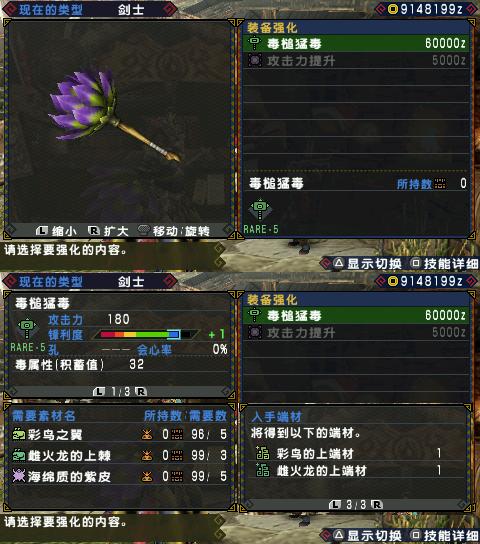 现在的类型 剑士
9148199z
装备强化
毒槌猛毒 60000z
攻击力提升 5000z
毒槌猛毒 所持数 0
RARE-5
L 缩小 R 扩大 移动/旋转
请选择要强化的内容。
△显示切换 □技能详细
现在的类型 剑士
9148199z
毒槌猛毒
攻击力 180
锋利度 +1
RARE-5 孔 --- 会心率 0%
毒属性(积蓄值) 32
L 1/3 R
装备强化
毒槌猛毒 60000z
攻击力提升 5000z
需要素材名 所持数 需要数
彩鸟之翼 0 96/ 5
雌火龙的上棘 0 99/ 3
海绵质的紫皮 0 99/ 5
入手端材
将得到以下的端材。
彩鸟的上端材 1
雌火龙的上端材 1
L 3/3 R
请选择要强化的内容。
△显示切换 □技能详细